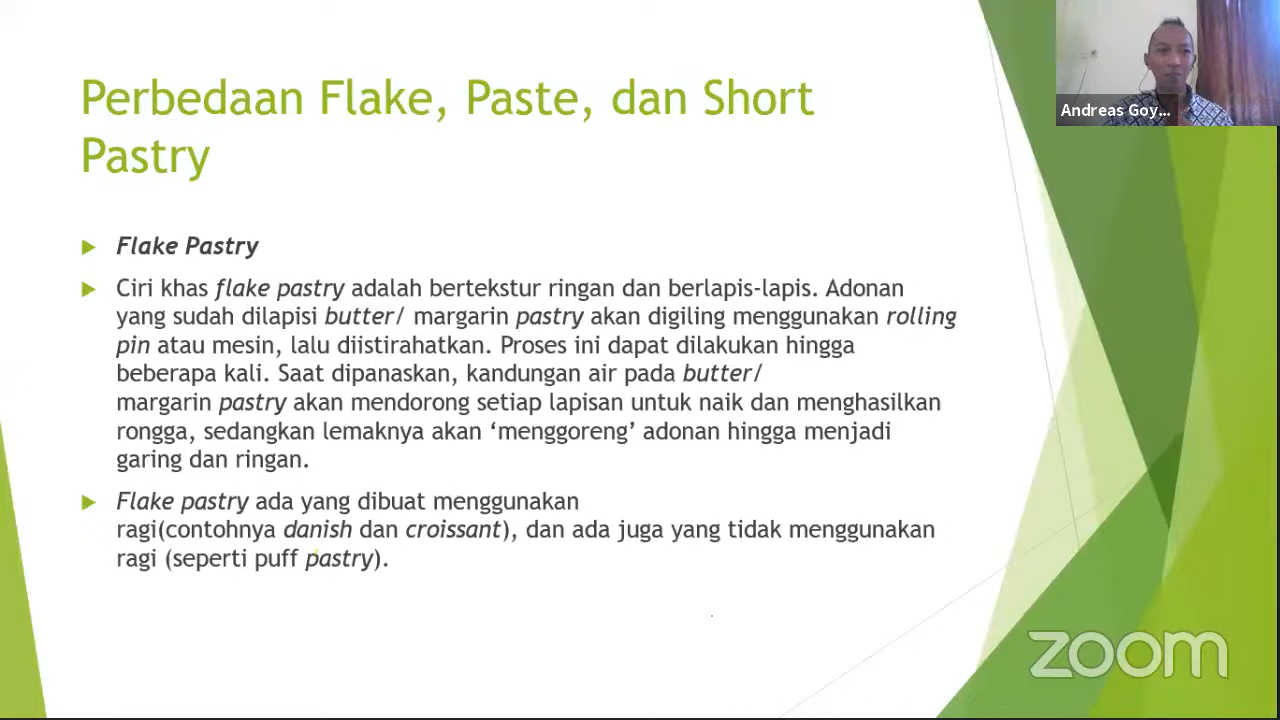 Perbedaan Flake, Paste, dan Short
Pastry
Flake Pastry
Ciri khas flake pastry adalah bertekstur ringan dan berlapis-lapis. Adonan
yang sudah dilapisi butter/ margarin pastry akan digiling menggunakan rolling
pin atau mesin, lalu diistirahatkan. Proses ini dapat dilakukan hingga
beberapa kali. Saat dipanaskan, kandungan air pada butter/
margarin pastry akan mendorong setiap lapisan untuk naik dan menghasilkan
rongga, sedangkan lemaknya akan ‘menggoreng’ adonan hingga menjadi
garing dan ringan.
Flake pastry ada yang dibuat menggunakan
ragi(contohnya danish dan croissant), dan ada juga yang tidak menggunakan
ragi (seperti puff pastry).
Andreas Goy...
zoom